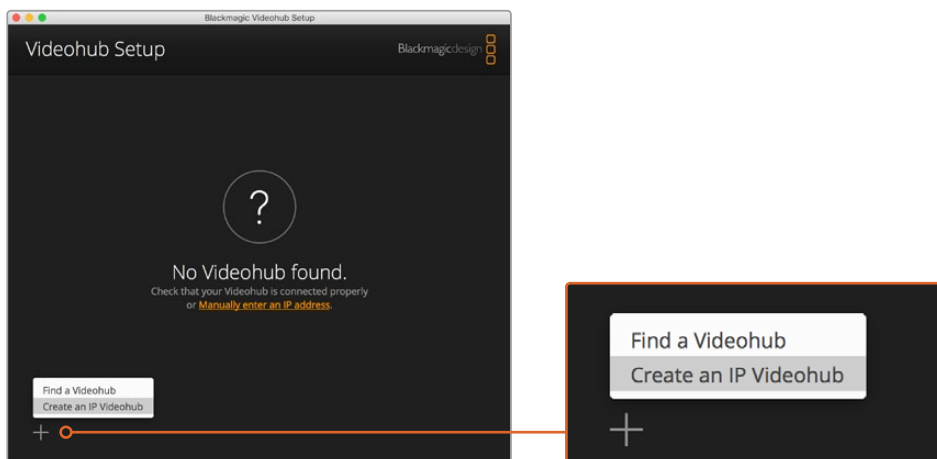 Blackmagic Videohub Setup
Videohub Setup
Blackmagicdesign
?
No Videohub found.
Check that your Videohub is connected properly
or Manually enter an IP address.
Find a Videohub
Create an IP Videohub
Find a Videohub
Create an IP Videohub